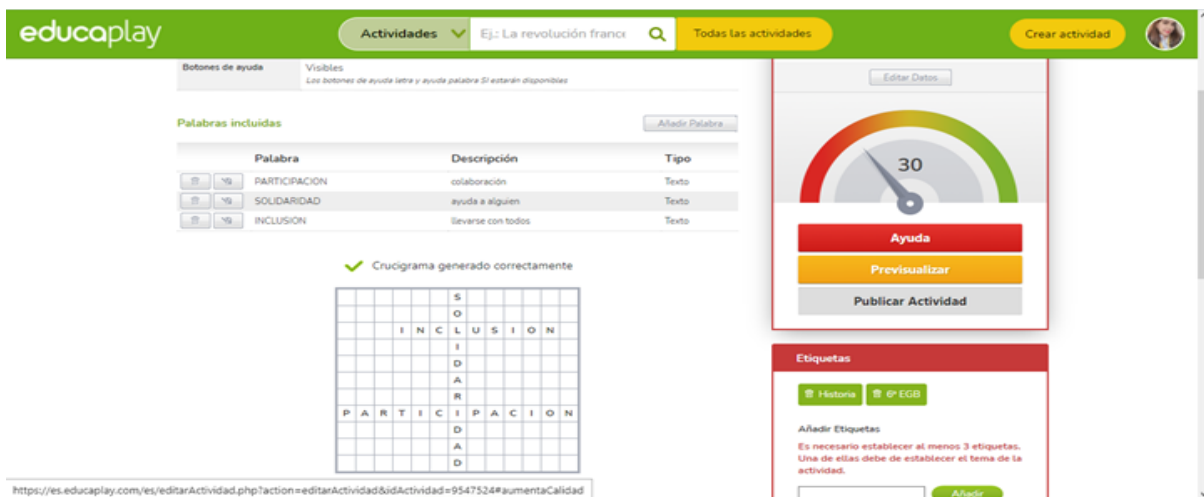 educaplay
Actividades
Ej.: La revolución france
Todas las actividades
Crear actividad
Botones de ayuda
Visibles
Los botones de ayuda letra y ayuda palabra SI estarán disponibles
Palabras incluidas
Añadir Palabra
Palabra Descripción Tipo
PARTICIPACION colaboración Texto
SOLIDARIDAD ayuda a alguien Texto
INCLUSION llevarse con todos Texto
Crucigrama generado correctamente
S
O
I N C L U S I O N
I
D
A
R
P A R T I C I P A C I O N
D
A
D
Editar Datos
30
Ayuda
Previsualizar
Publicar Actividad
Etiquetas
Historia 6º EGB
Añadir Etiquetas
Es necesario establecer al menos 3 etiquetas.
Una de ellas debe de establecer el tema de la
actividad.
Añadir
https://es.educaplay.com/es/editarActividad.php?action=editarActividad&idActividad=9547524#aumentaCalidad